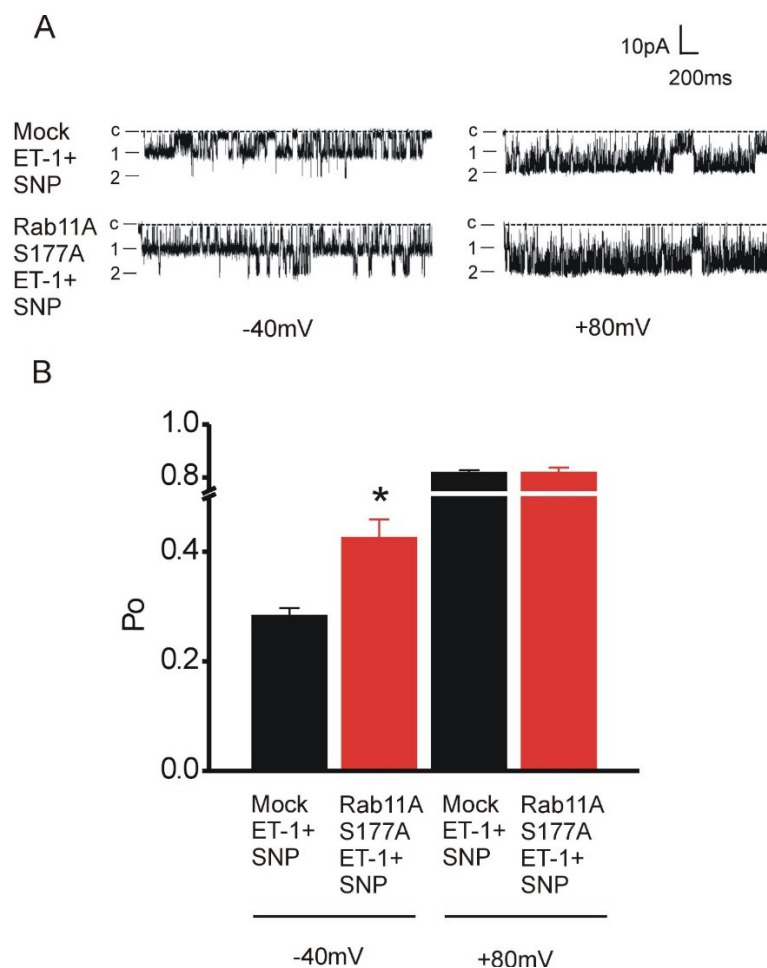 A
10pA
200ms
Mock
ET-1+
SNP
c
1
2
c
1
2
Rab11A
S177A
ET-1+
SNP
c
1
2
c
1
2
-40mV
+80mV
B
1.0
0.8
0.4
0.2
0.0
Po
*
Mock
ET-1+
SNP
Rab11A
S177A
ET-1+
SNP
Mock
ET-1+
SNP
Rab11A
S177A
ET-1+
SNP
-40mV
+80mV